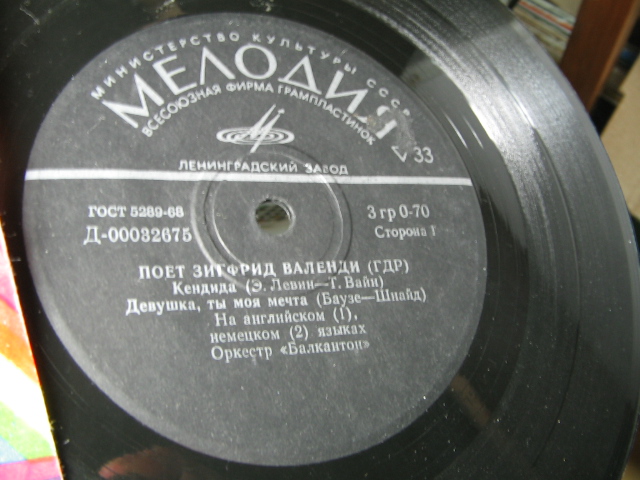 МИНИСТЕРСТВО КУЛЬТУРЫ СССР
МЕЛОДИЯ
ВСЕСОЮЗНАЯ ФИРМА ГРАМПЛАСТИНОК
33
ЛЕНИНГРАДСКИЙ ЗАВОД
ГОСТ 5289-68
3 гр 0-70
Д-00032675
Сторона 1
ПОЕТ ЗИГФРИД ВАЛЕНДИ (ГДР)
Кендида (Э. Левин—Т. Вайн)
Девушка, ты моя мечта (Баузе—Шнайд)
На английском (1),
немецком (2) языках
Оркестр «Балкантон»